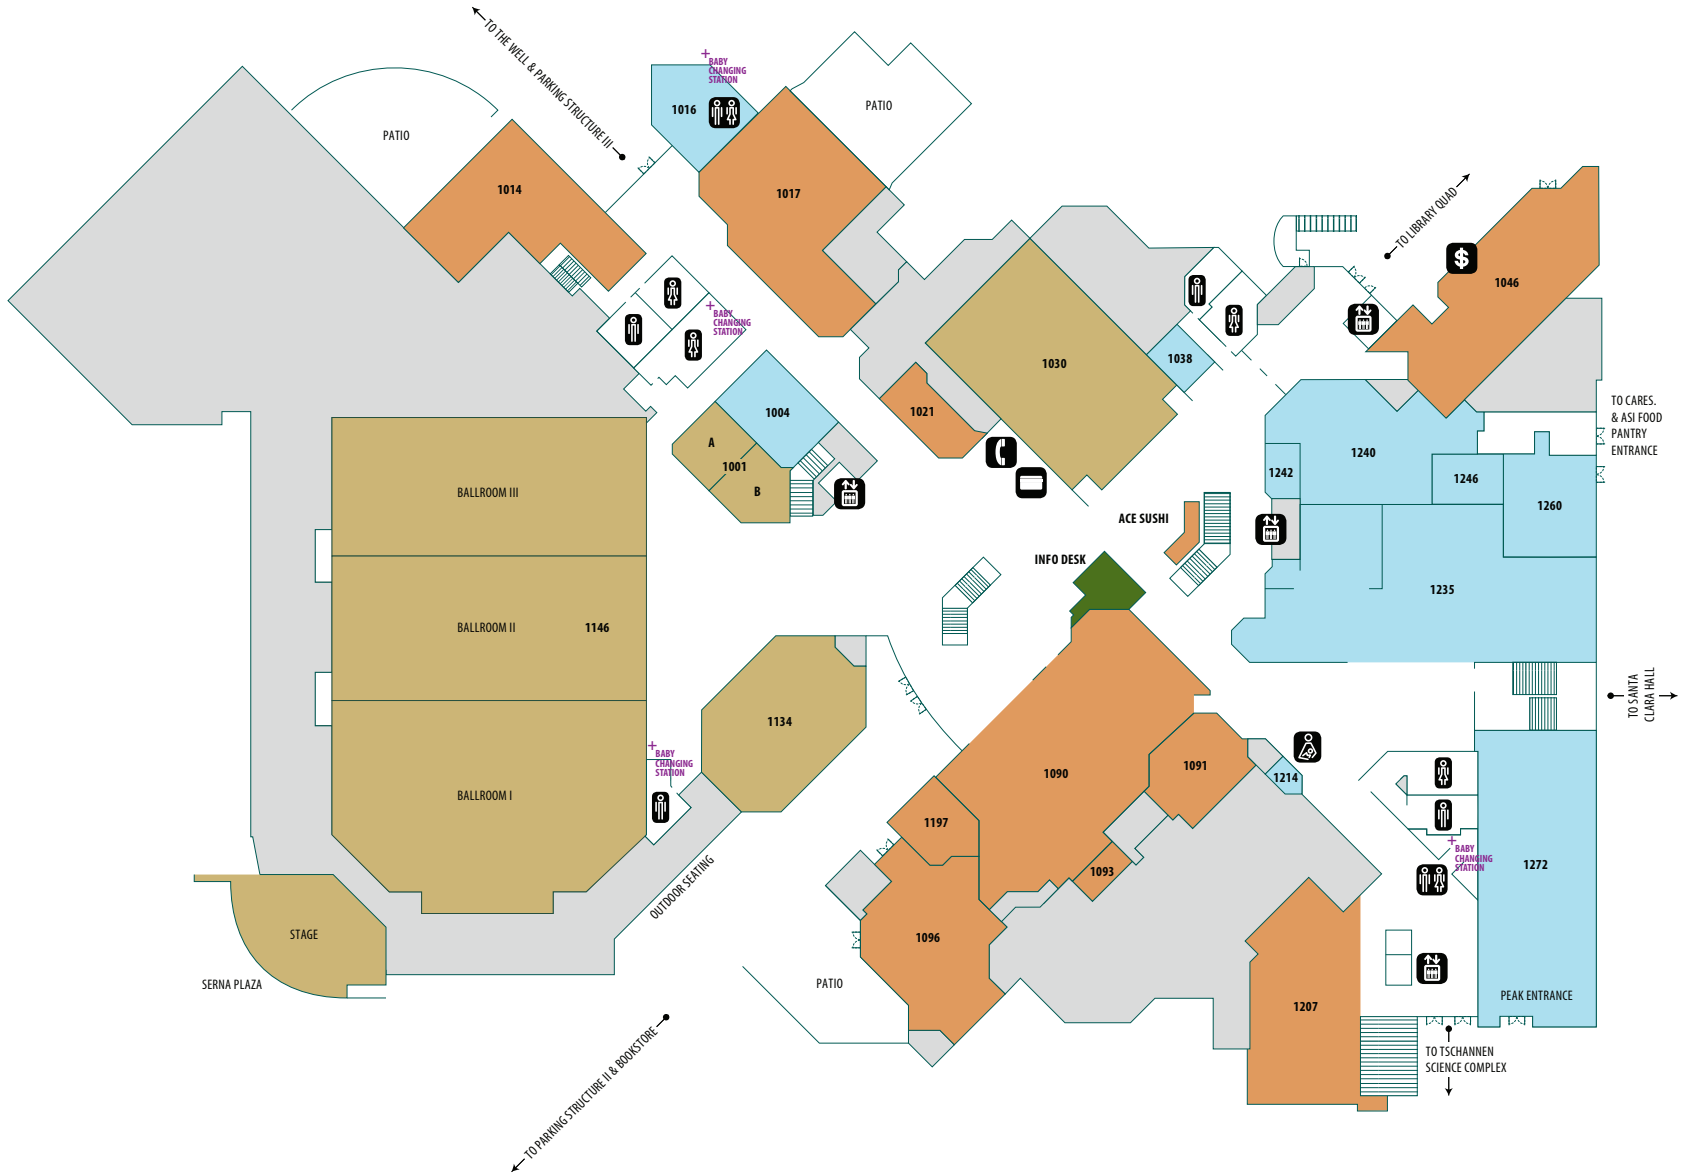 TO THE WELL & PARKING STRUCTURE III
BABY
CHANGING
STATION
1016
PATIO
PATIO
1014
1017
TO LIBRARY QUAD
$
1046
BABY
CHANGING
STATION
1030
1038
1021
1004
A
1001
B
TO CARES.
& ASI FOOD
PANTRY
ENTRANCE
1240
1242
1246
1260
BALLROOM III
ACE SUSHI
INFO DESK
1235
BALLROOM II
1146
TO SANTA
CLARA HALL
1134
BABY
CHANGING
STATION
BALLROOM I
1090
1091
1214
1197
1093
BABY
CHANGING
STATION
1272
OUTDOOR SEATING
STAGE
1096
SERNA PLAZA
PATIO
1207
PEAK ENTRANCE
TO TSCHANNEN
SCIENCE COMPLEX
TO PARKING STRUCTURE II & BOOKSTORE